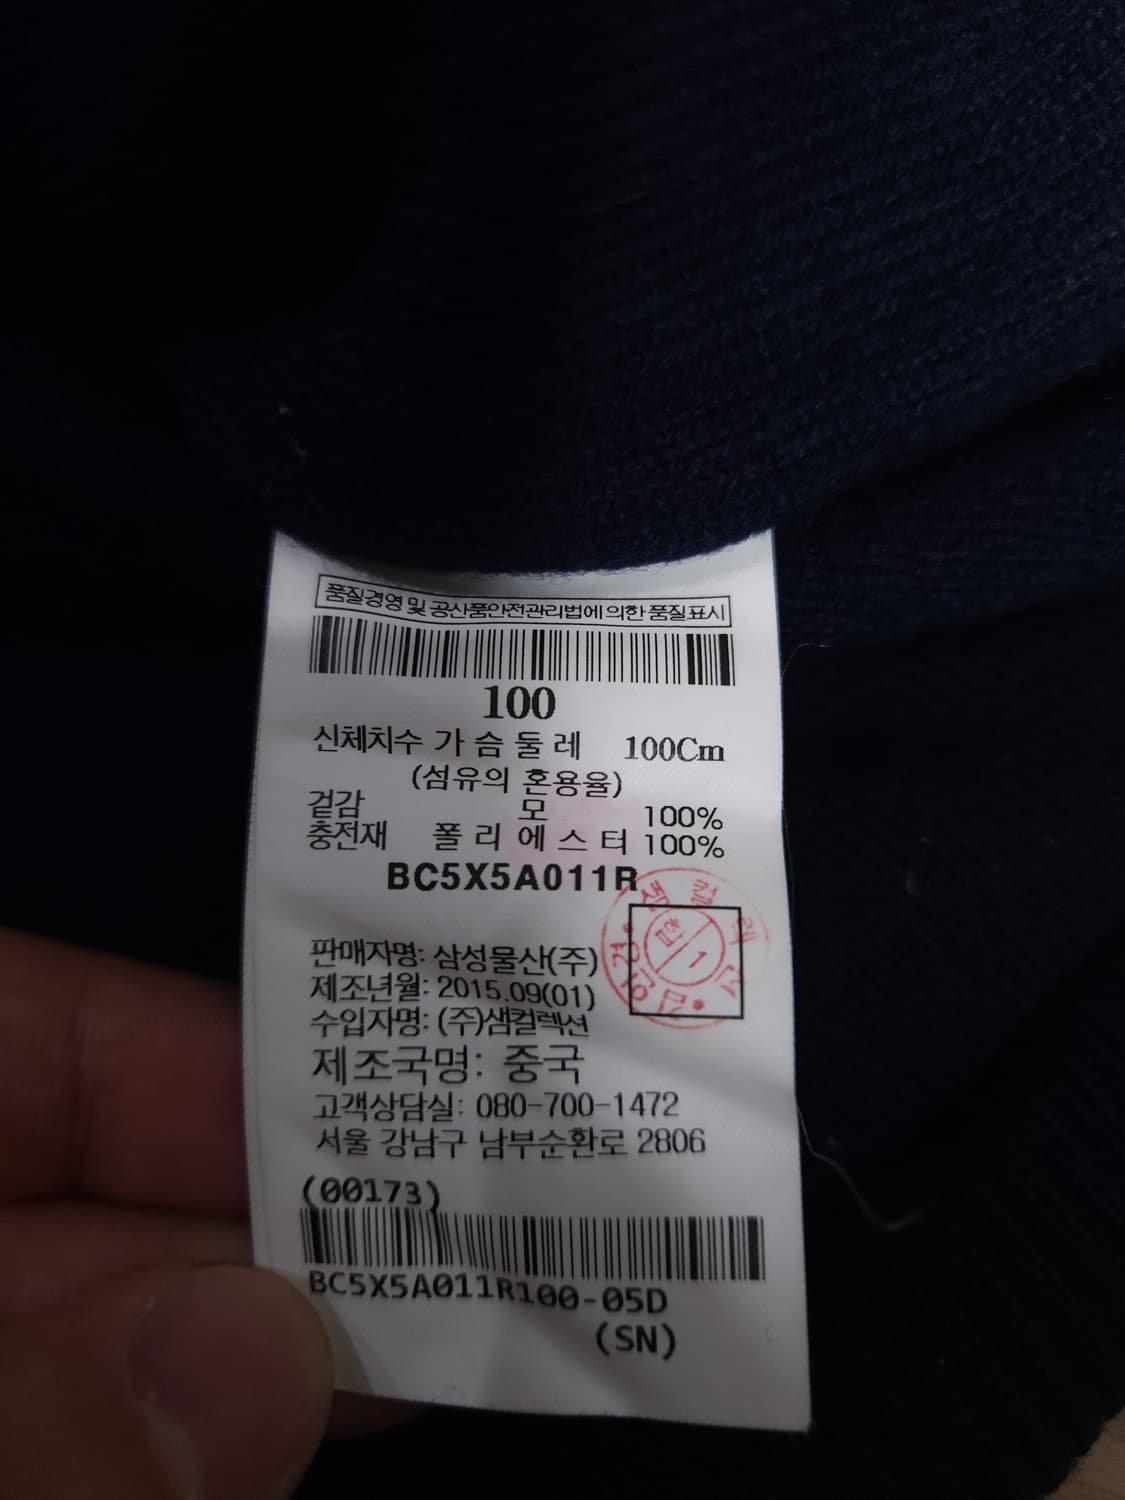 품질경영 및 공산품안전관리법에 의한 품질표시
100
신체치수 가 슴 둘 레 100Cm
(섬유의 혼용율)
겉감 모 100%
충전재 폴 리 에 스 터 100%
BC5X5A011R
판매자명: 삼성물산(주)
제조년월: 2015.09(01)
수입자명: (주)샘컬렉션
제조국명: 중국
고객상담실: 080-700-1472
서울 강남구 남부순환로 2806
(00173)
BC5X5A011R100-05D
(SN)